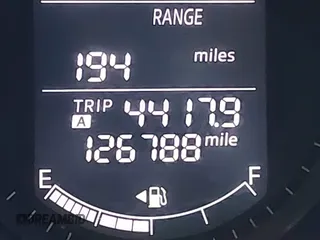 RANGE
194 miles
TRIP A 4417.9
126788 mile
E F